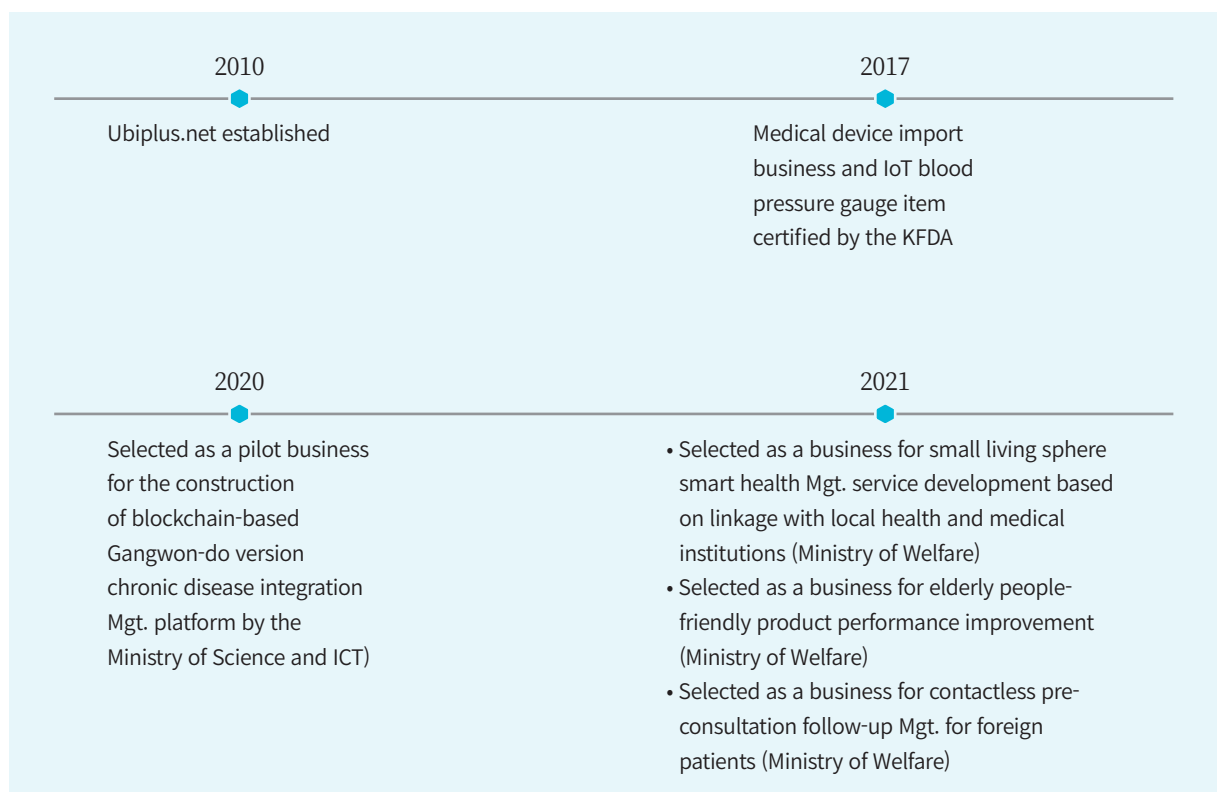 2010
Ubiplus.net established
2017
Medical device import
business and IoT blood
pressure gauge item
certified by the KFDA
2020
Selected as a pilot business
for the construction
of blockchain-based
Gangwon-do version
chronic disease integration
Mgt. platform by the
Ministry of Science and ICT)
2021
• Selected as a business for small living sphere
smart health Mgt. service development based
on linkage with local health and medical
institutions (Ministry of Welfare)
• Selected as a business for elderly people-
friendly product performance improvement
(Ministry of Welfare)
• Selected as a business for contactless pre-
consultation follow-up Mgt. for foreign
patients (Ministry of Welfare)